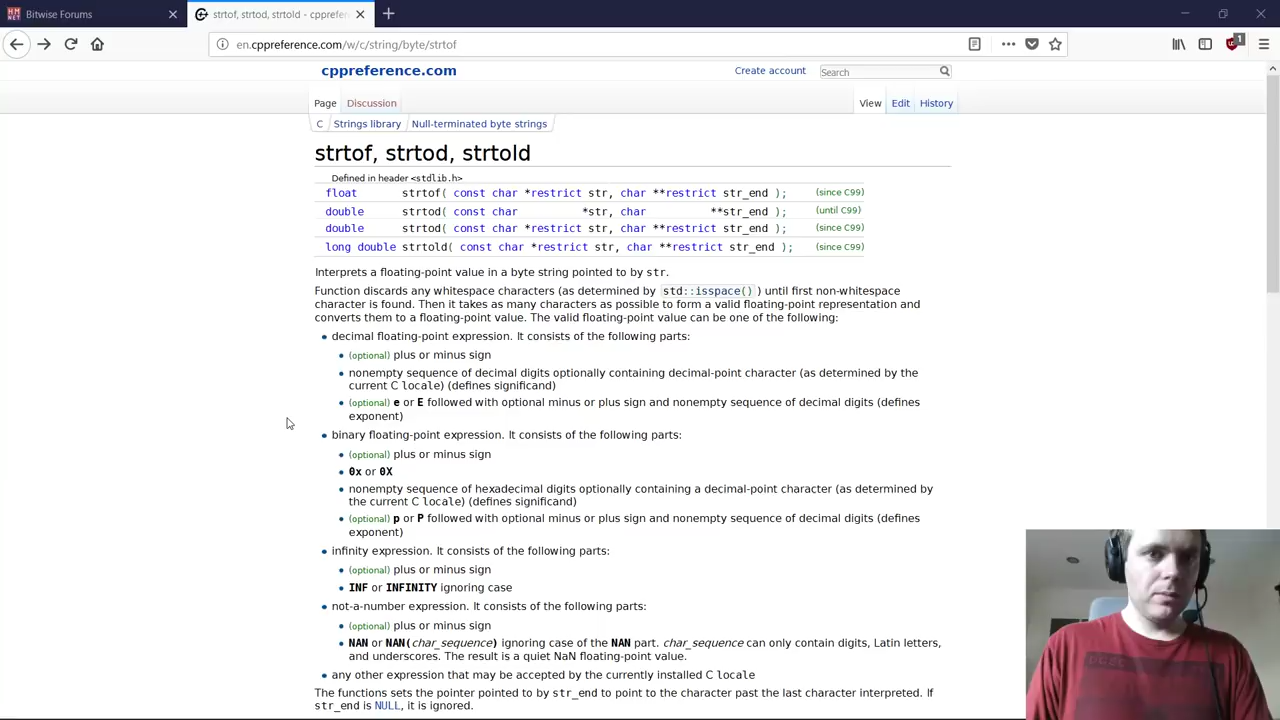 Bitwise Forums
strtof, strtod, strtold - cppreferen
en.cppreference.com/w/c/string/byte/strtof
1
cppreference.com
Create account
Search
Page
Discussion
View
Edit
History
C
Strings library
Null-terminated byte strings
strtof, strtod, strtold
Defined in header <stdlib.h>
float strtof( const char *restrict str, char **restrict str_end ); (since C99)
double strtod( const char *str, char **str_end ); (until C99)
double strtod( const char *restrict str, char **restrict str_end ); (since C99)
long double strtold( const char *restrict str, char **restrict str_end ); (since C99)
Interprets a floating-point value in a byte string pointed to by str.
Function discards any whitespace characters (as determined by std::isspace() ) until first non-whitespace
character is found. Then it takes as many characters as possible to form a valid floating-point representation and
converts them to a floating-point value. The valid floating-point value can be one of the following:
decimal floating-point expression. It consists of the following parts:
(optional) plus or minus sign
nonempty sequence of decimal digits optionally containing decimal-point character (as determined by the
current C locale) (defines significand)
(optional) e or E followed with optional minus or plus sign and nonempty sequence of decimal digits (defines
exponent)
binary floating-point expression. It consists of the following parts:
(optional) plus or minus sign
0x or 0X
nonempty sequence of hexadecimal digits optionally containing a decimal-point character (as determined by
the current C locale) (defines significand)
(optional) p or P followed with optional minus or plus sign and nonempty sequence of decimal digits (defines
exponent)
infinity expression. It consists of the following parts:
(optional) plus or minus sign
INF or INFINITY ignoring case
not-a-number expression. It consists of the following parts:
(optional) plus or minus sign
NAN or NAN(char_sequence) ignoring case of the NAN part. char_sequence can only contain digits, Latin letters,
and underscores. The result is a quiet NaN floating-point value.
any other expression that may be accepted by the currently installed C locale
The functions sets the pointer pointed to by str_end to point to the character past the last character interpreted. If
str_end is NULL, it is ignored.